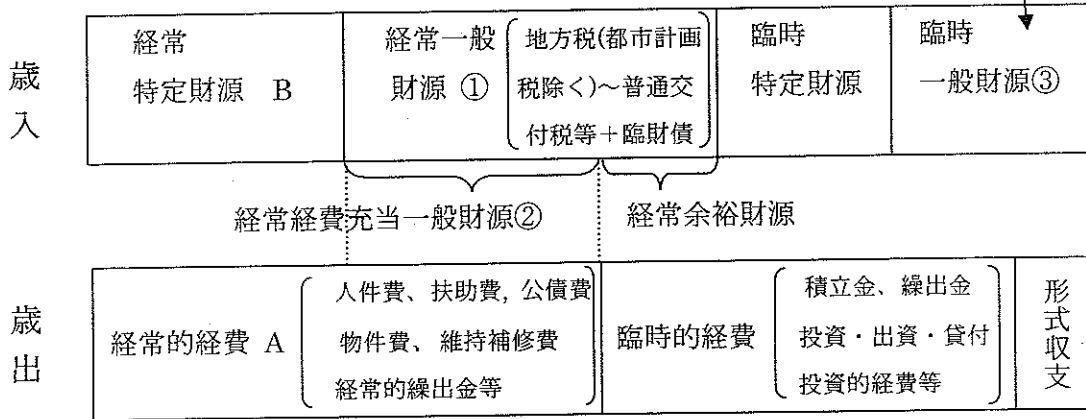 歳入
経常
特定財源 B
経常一般
財源 ①
地方税(都市計画
税除く)～普通交
付税等＋臨財債
臨時
特定財源
臨時
一般財源③
経常経費充当一般財源②
経常余裕財源
歳出
経常的経費 A
人件費、扶助費, 公債費
物件費、維持補修費
経常的繰出金等
臨時的経費
積立金、繰出金
投資・出資・貸付
投資的経費等
形式収支